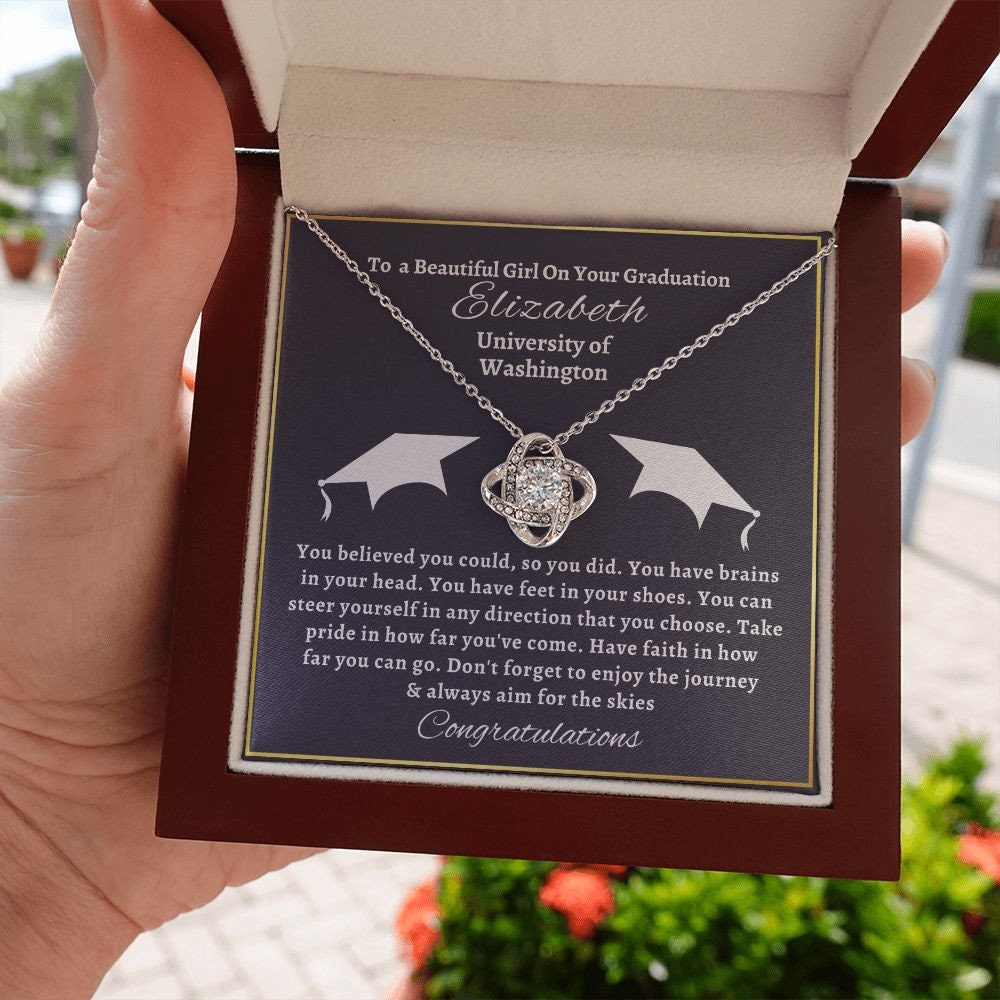 To a Beautiful Girl On Your Graduation
Elizabeth
University of
Washington
You believed you could, so you did. You have brains
in your head. You have feet in your shoes. You can
steer yourself in any direction that you choose. Take
pride in how far you've come. Have faith in how
far you can go. Don't forget to enjoy the journey
& always aim for the skies
Congratulations